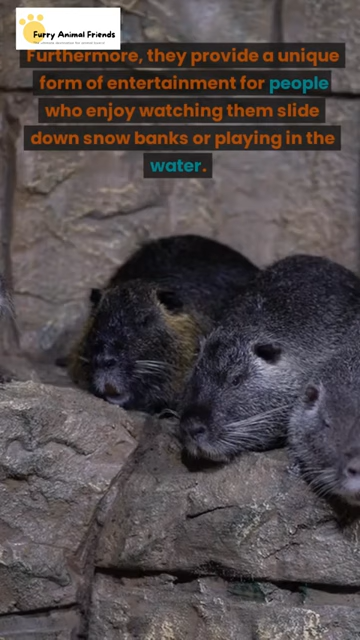 Furry Animal Friends
Furthermore, they provide a unique
form of entertainment for people
who enjoy watching them slide
down snow banks or playing in the
water.